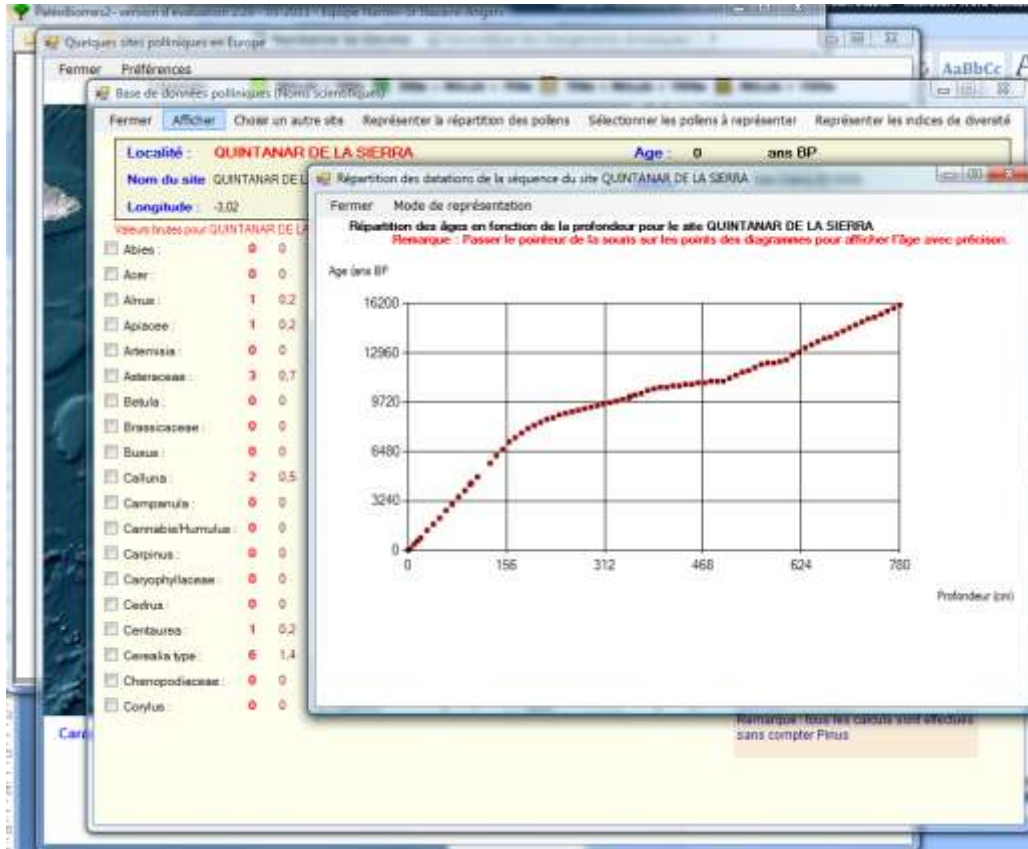 Quelques sites polliniques en Europe
Fermer Préférences
AaBbCc
Base de données polliniques (Noms scientifiques)
Fermer Afficher Choisir un autre site Représenter la répartition des pollens Sélectionner les pollens à représenter Représenter les indices de diversité
Localité : QUINTANAR DE LA SIERRA Age : 0 ans BP
Nom du site QUINTANAR DE L
Longitude : -3,02
Valeurs brutes pour QUINTANAR DE LA
Abies : 0 0
Acer : 0 0
Alnus : 1 0,2
Apiacee : 1 0,2
Artemisia : 0 0
Asteraceae : 3 0,7
Betula : 0 0
Brassicaceae : 0 0
Buxus : 0 0
Calluna : 2 0,5
Campanula : 0 0
Cannabis/Humulus : 0 0
Carpinus : 0 0
Caryophyllaceae 0 0
Cedrus : 0 0
Centaurea : 1 0,2
Cerealia type : 6 1,4
Chenopodiaceae : 0 0
Corylus : 0 0
Répartition des datations de la séquence du site QUINTANAR DE LA SIERRA
Fermer Mode de représentation
Répartition des âges en fonction de la profondeur pour le site QUINTANAR DE LA SIERRA
Remarque : Passer le pointeur de la souris sur les points des diagrammes pour afficher l'âge avec précison.
Age (ans BP
16200
12960
9720
6480
3240
0
0 156 312 468 624 780
Profondeur (cm)
Remarque : tous les calculs sont effectués
sans compter Pinus